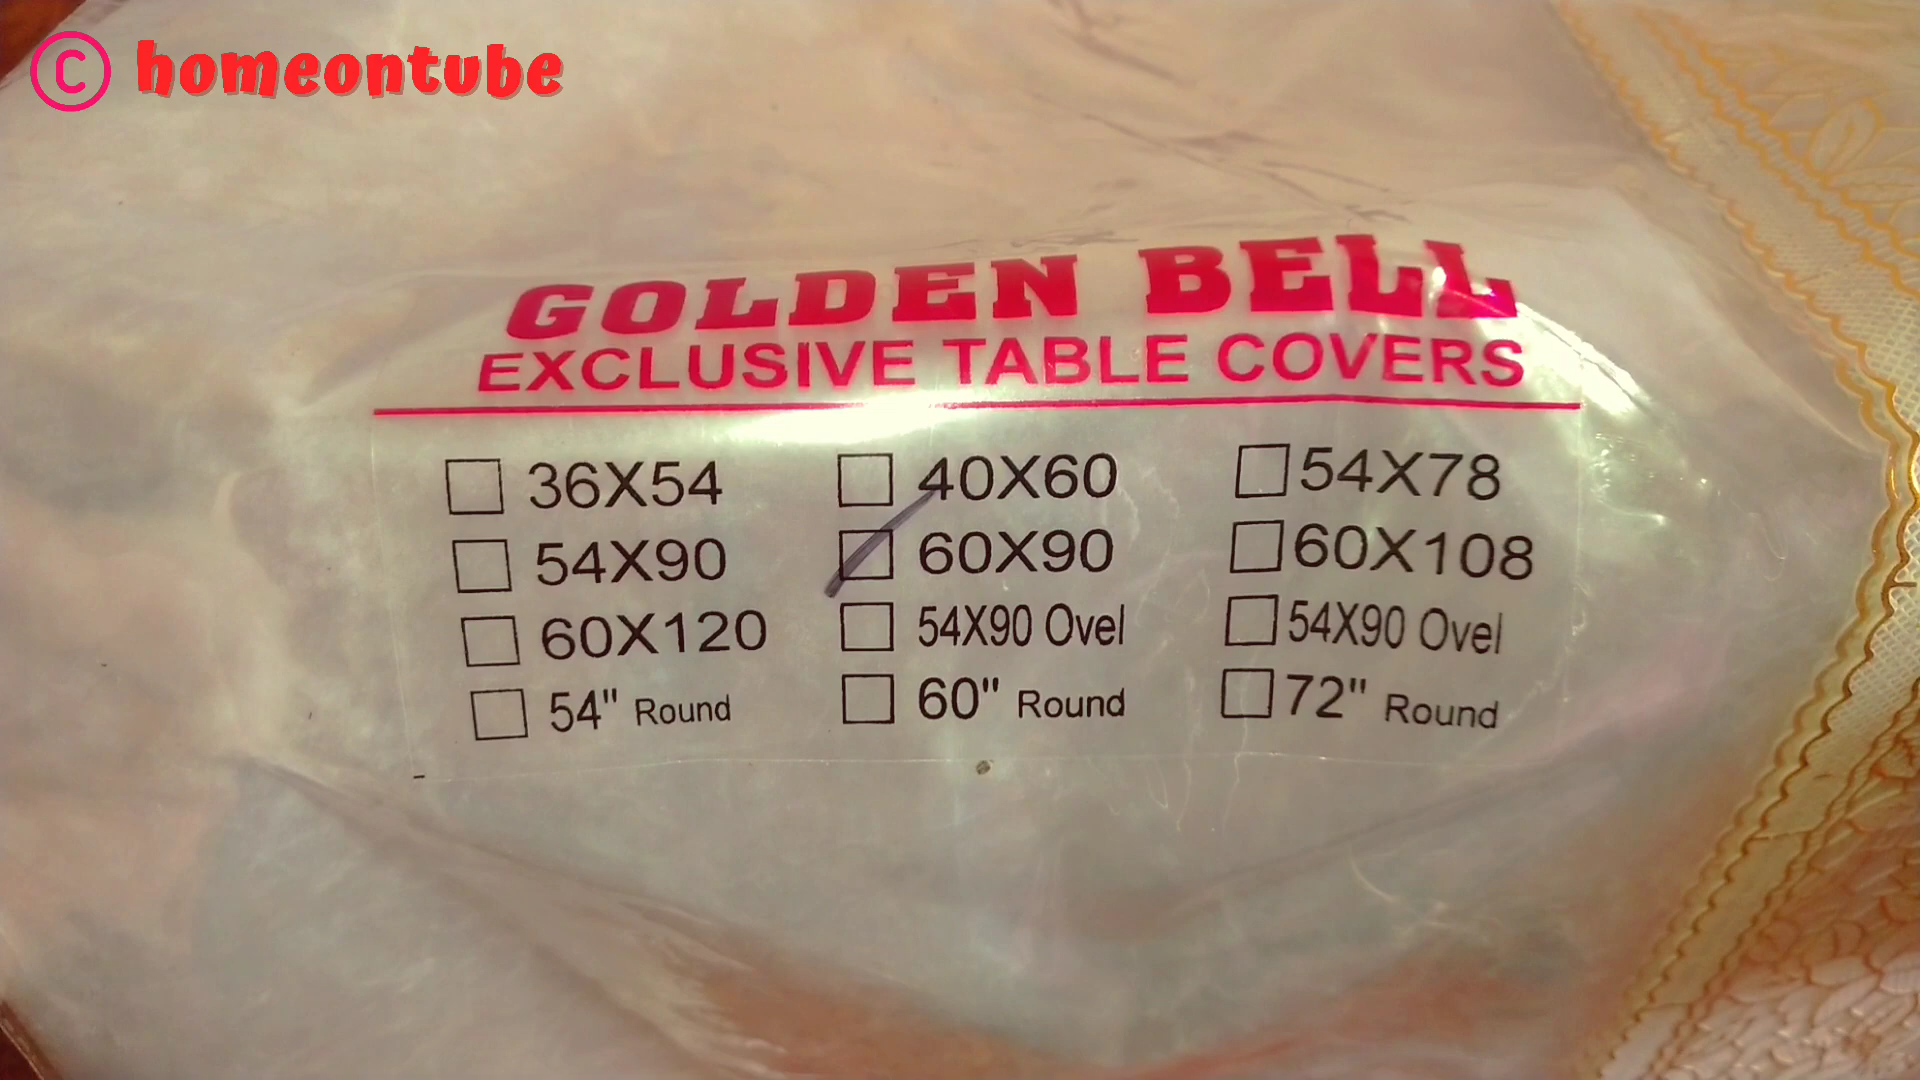 © homeontube
GOLDEN BELL
EXCLUSIVE TABLE COVERS
36X54 40X60 54X78
54X90 60X90 60X108
60X120 54X90 Ovel 54X90 Ovel
54" Round 60" Round 72" Round